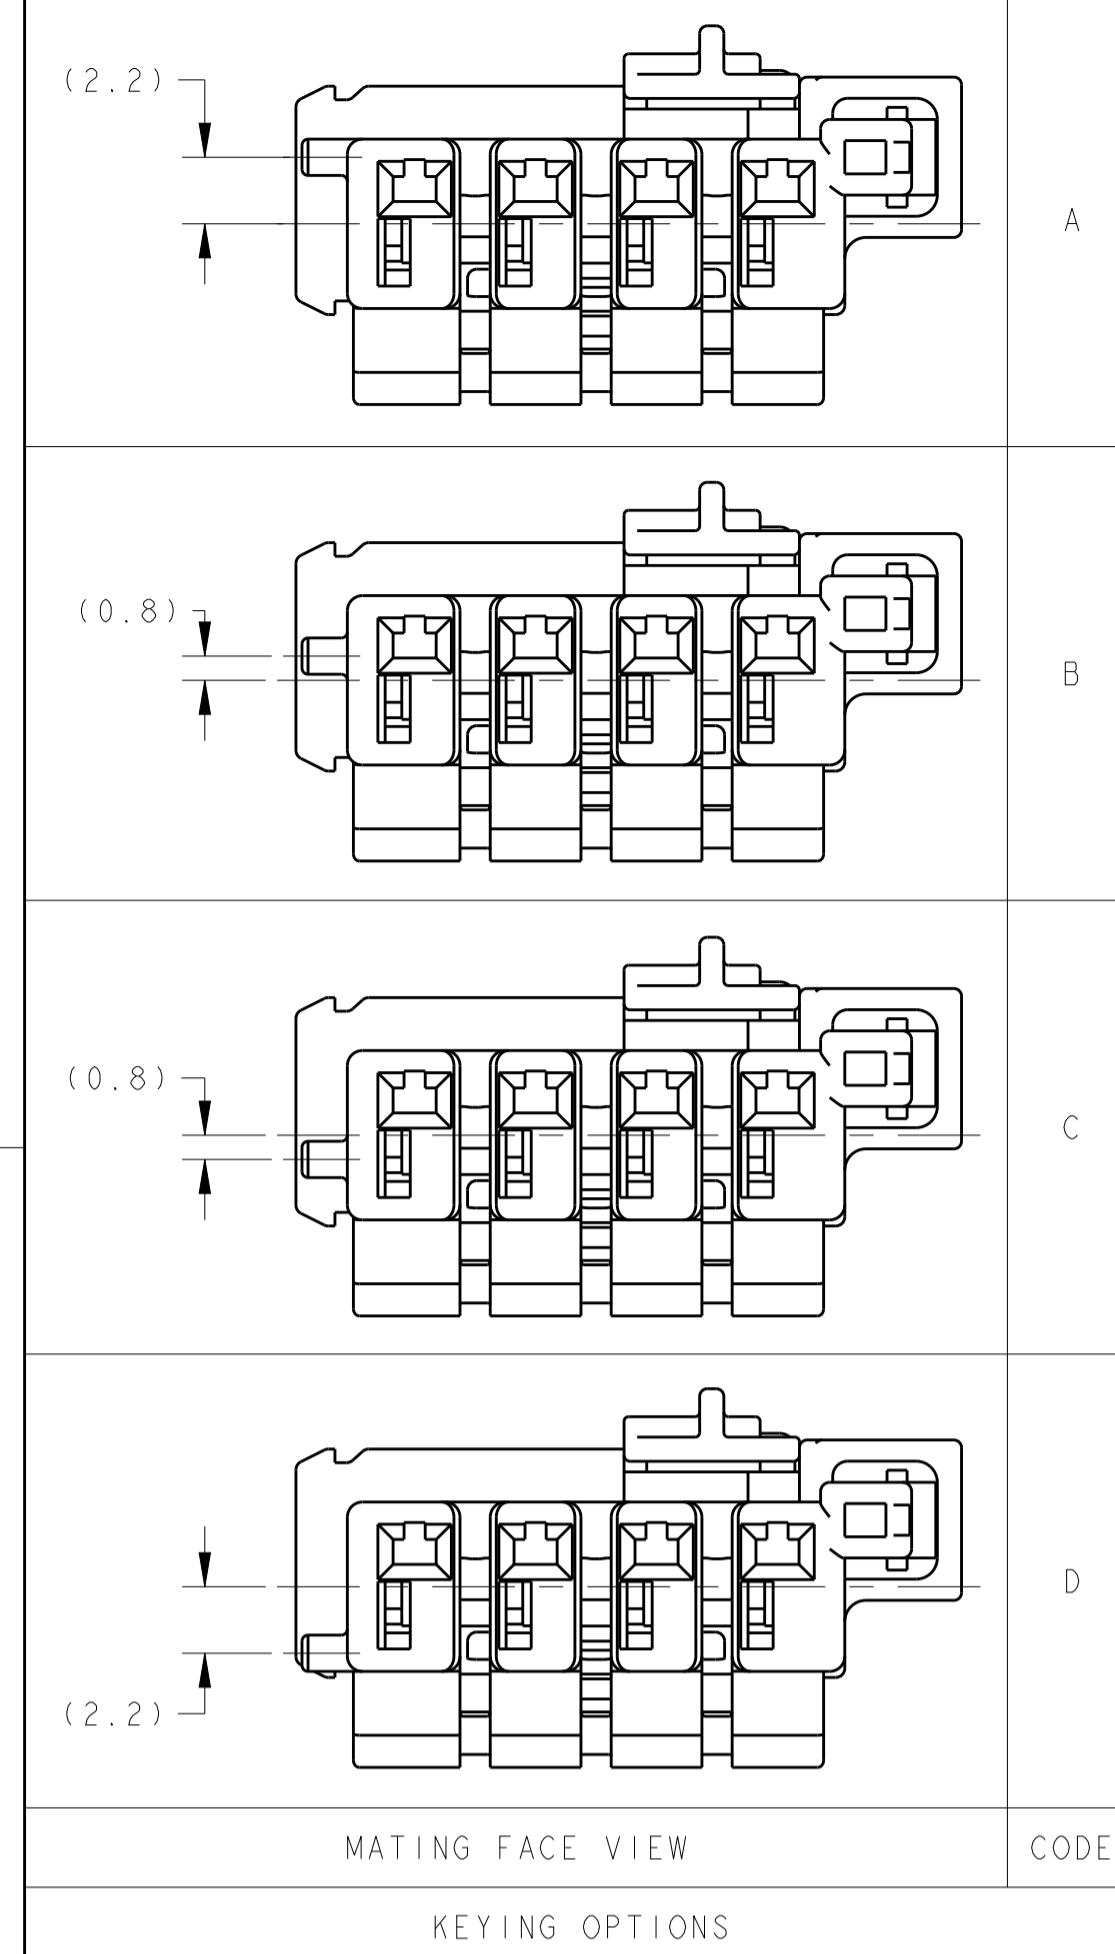 (2.2)
A
(0.8)
B
(0.8)
C
D
(2.2)
MATING FACE VIEW
CODE
KEYING OPTIONS